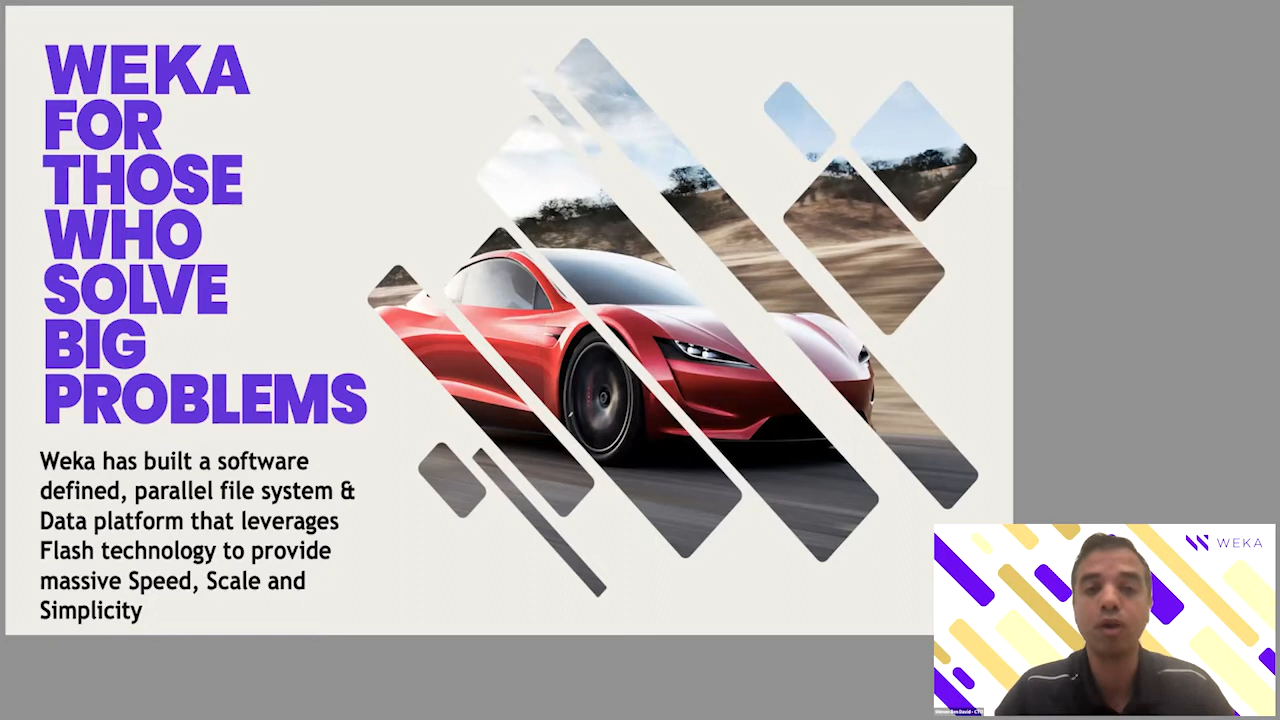 WEKA
FOR
THOSE
WHO
SOLVE
BIG
PROBLEMS
Weka has built a software
defined, parallel file system &
Data platform that leverages
Flash technology to provide
massive Speed, Scale and
Simplicity
WEKA